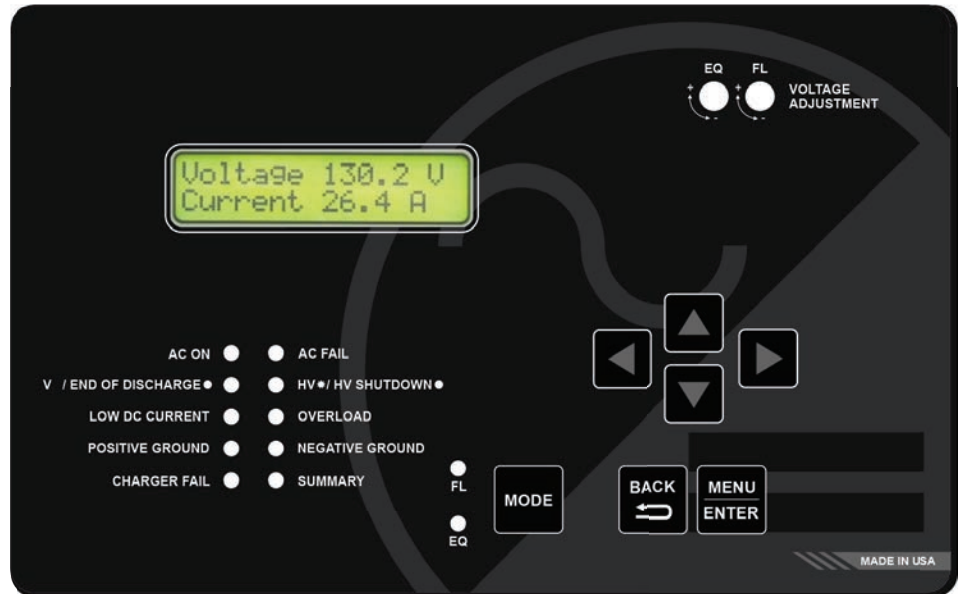 EQ FL
VOLTAGE
ADJUSTMENT
+ - + -
Voltage 130.2 V
Current 26.4 A
AC ON AC FAIL
V / END OF DISCHARGE● HV●/ HV SHUTDOWN●
LOW DC CURRENT OVERLOAD
POSITIVE GROUND NEGATIVE GROUND
CHARGER FAIL SUMMARY
FL
EQ
MODE
BACK
MENU
ENTER
MADE IN USA